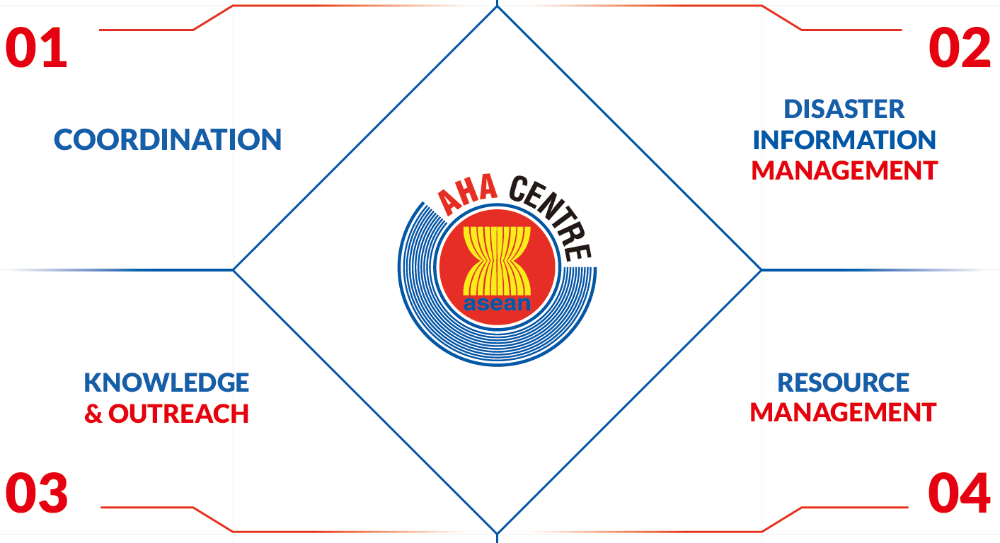 01
COORDINATION
02
DISASTER
INFORMATION
MANAGEMENT
AHA CENTRE
asean
03
KNOWLEDGE
& OUTREACH
04
RESOURCE
MANAGEMENT